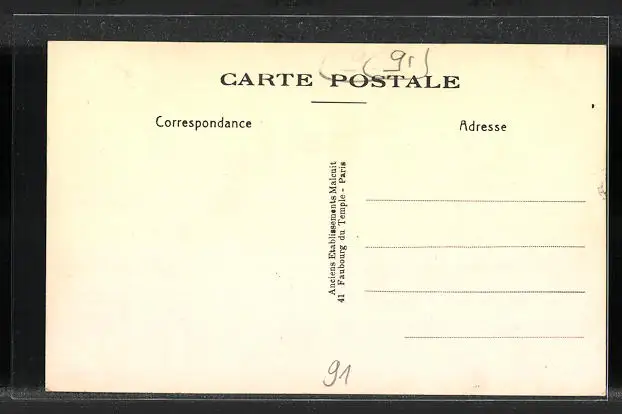 (91)
CARTE POSTALE
Correspondance
Adresse
Anciens Etablissements Malcuit
41 Faubourg du Temple - Paris
91